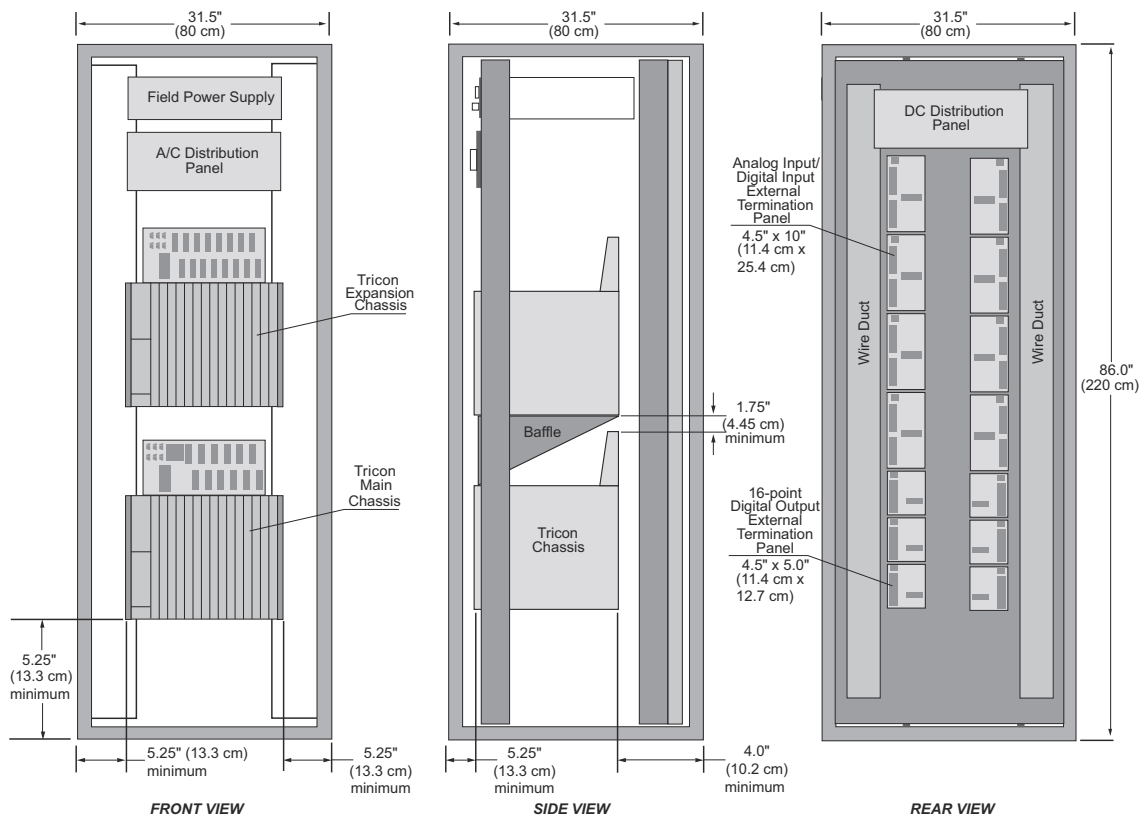 31.5"
(80 cm)
Field Power Supply
A/C Distribution
Panel
Tricon
Expansion
Chassis
Tricon
Main
Chassis
5.25"
(13.3 cm)
minimum
5.25" (13.3 cm)
minimum
5.25"
(13.3 cm)
minimum
FRONT VIEW
31.5"
(80 cm)
Baffle
1.75"
(4.45 cm)
minimum
Tricon
Chassis
5.25"
(13.3 cm)
minimum
4.0"
(10.2 cm)
minimum
SIDE VIEW
31.5"
(80 cm)
DC Distribution
Panel
Analog Input/
Digital Input
External
Termination
Panel
4.5" x 10"
(11.4 cm x
25.4 cm)
Wire Duct
Wire Duct
86.0"
(220 cm)
16-point
Digital Output
External
Termination
Panel
4.5" x 5.0"
(11.4 cm x
12.7 cm)
REAR VIEW